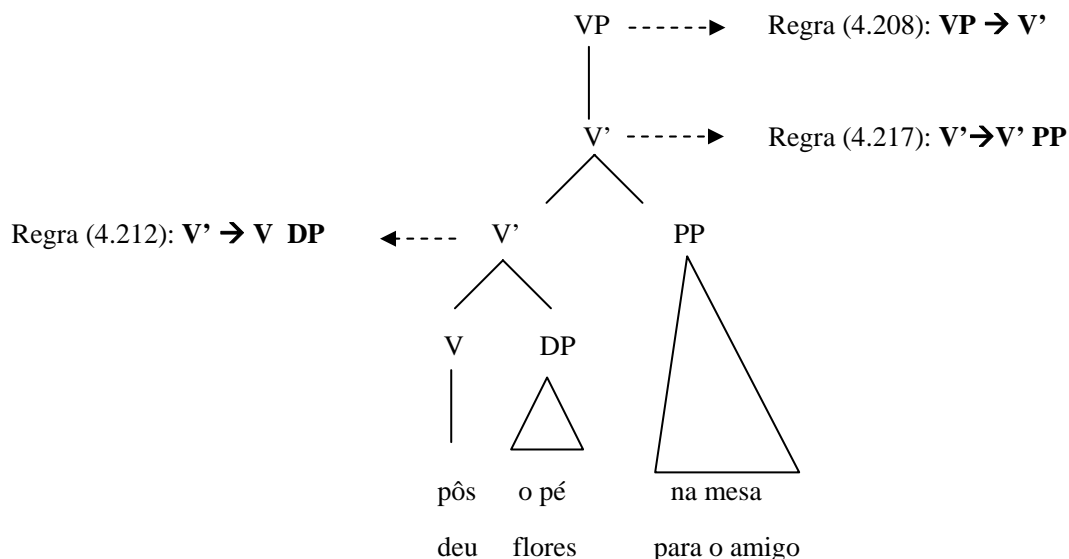 VP Regra (4.208): VP → V’
V’ Regra (4.217): V’→V’ PP
Regra (4.212): V’ → V DP V’ PP
V DP
pôs o pé na mesa
deu flores para o amigo